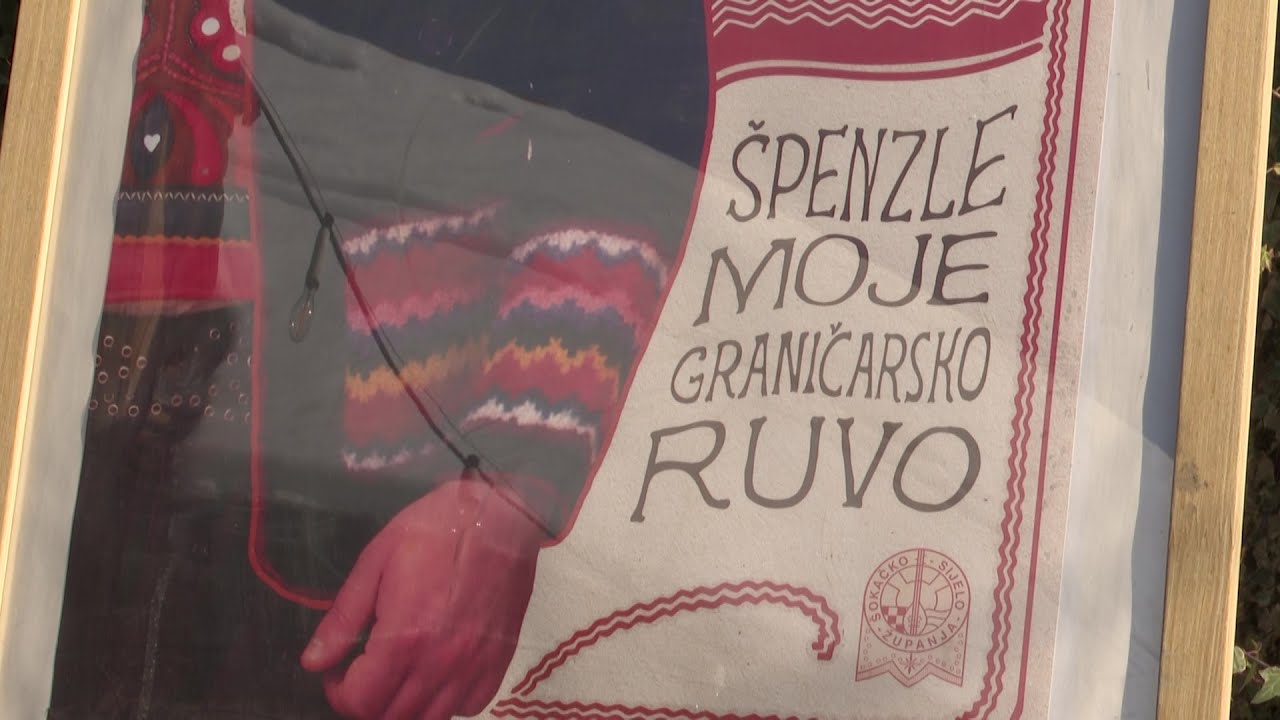 ŠPENZLE
MOJE
GRANIČARSKO
RUVO
ŠOKAČKO · SIJELO
· ŽUPANJA ·